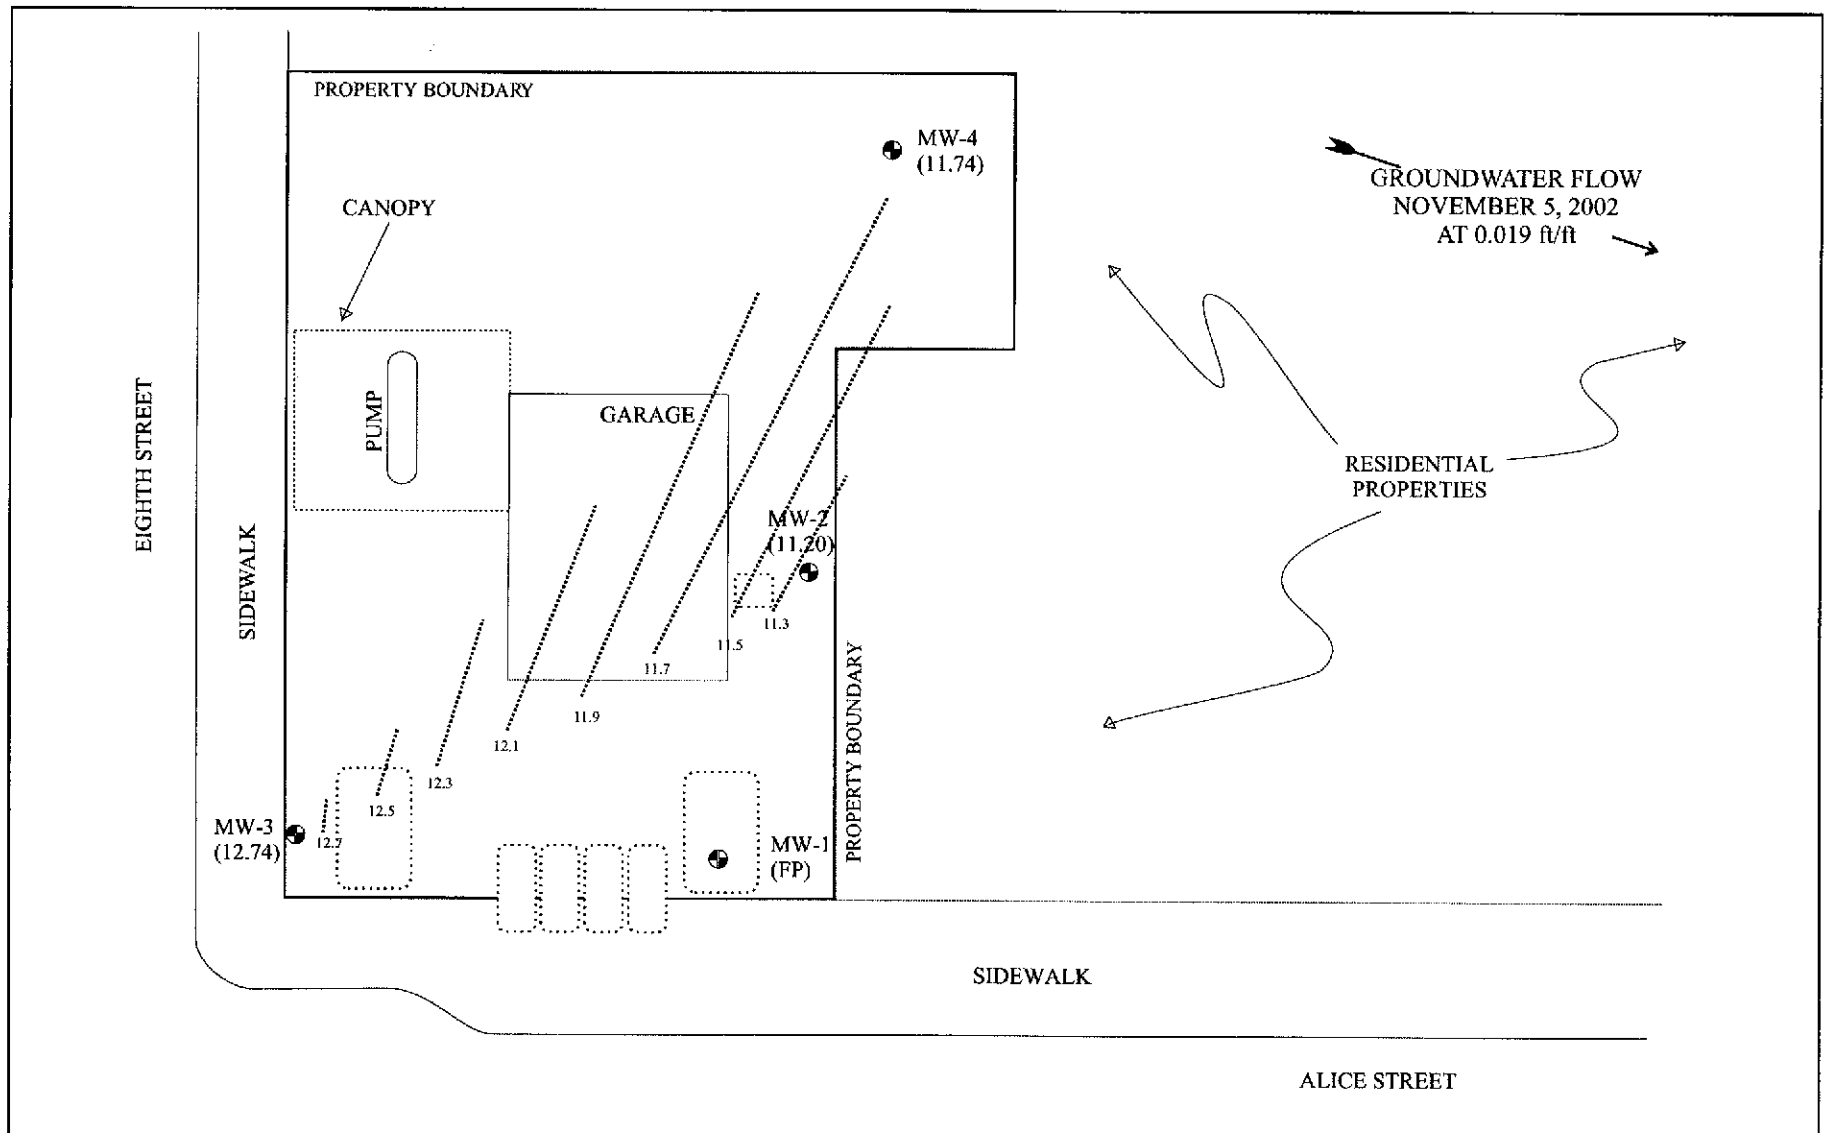 PROPERTY BOUNDARY
MW-4
(11.74)
GROUNDWATER FLOW
NOVEMBER 5, 2002
AT 0.019 ft/ft
CANOPY
EIGHTH STREET
SIDEWALK
PUMP
GARAGE
RESIDENTIAL
PROPERTIES
MW-2
(11.20)
11.3
11.5
11.7
11.9
12.1
12.3
12.5
12.7
MW-3
(12.74)
MW-1
(FP)
PROPERTY BOUNDARY
SIDEWALK
ALICE STREET